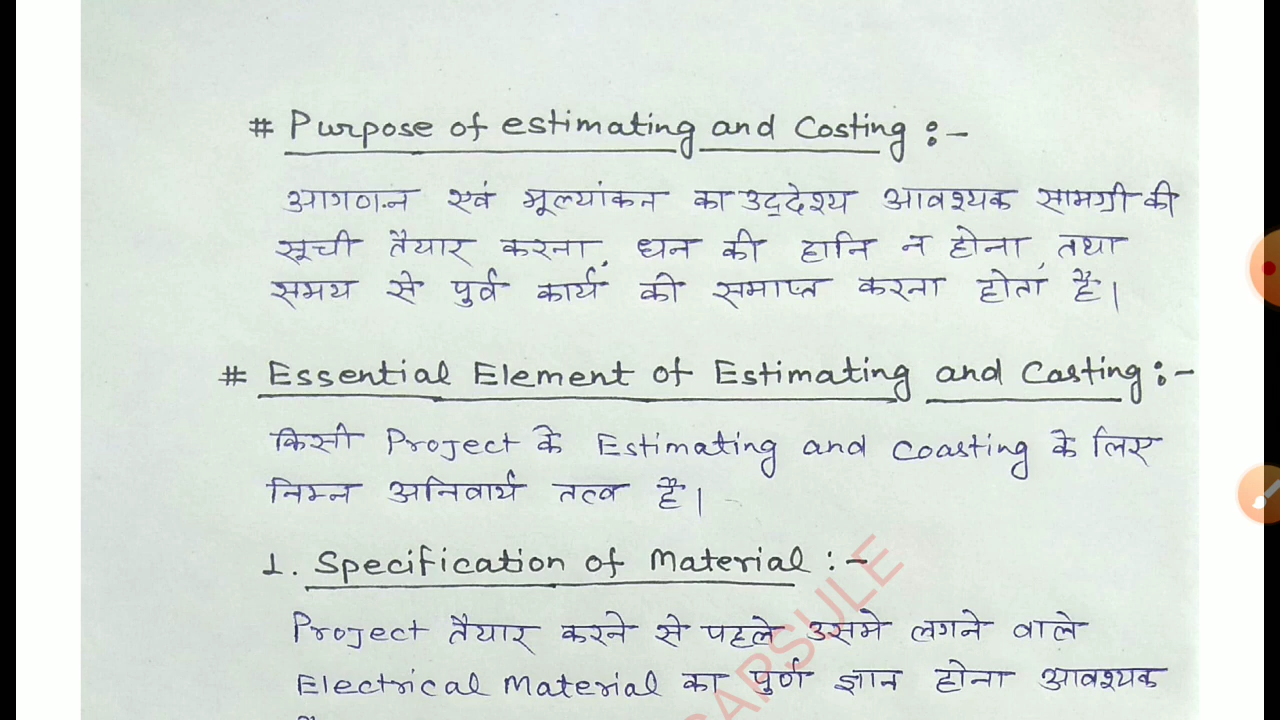 # Purpose of estimating and Costing :-
आगणन एवं मूल्यांकन का उद्देश्य आवश्यक सामग्री की
सूची तैयार करना, धन की हानि न होना, तथा
समय से पुर्व कार्य की समाप्त करना होता है।
# Essential Element of Estimating and Casting :-
किसी Project के Estimating and Coasting के लिए
निम्न अनिवार्य तत्व है।
1. Specification of Material :-
Project तैयार करने से पहले उसमे लगने वाले
Electrical Material का पुर्ण ज्ञान होना आवश्यक
CAPSULE